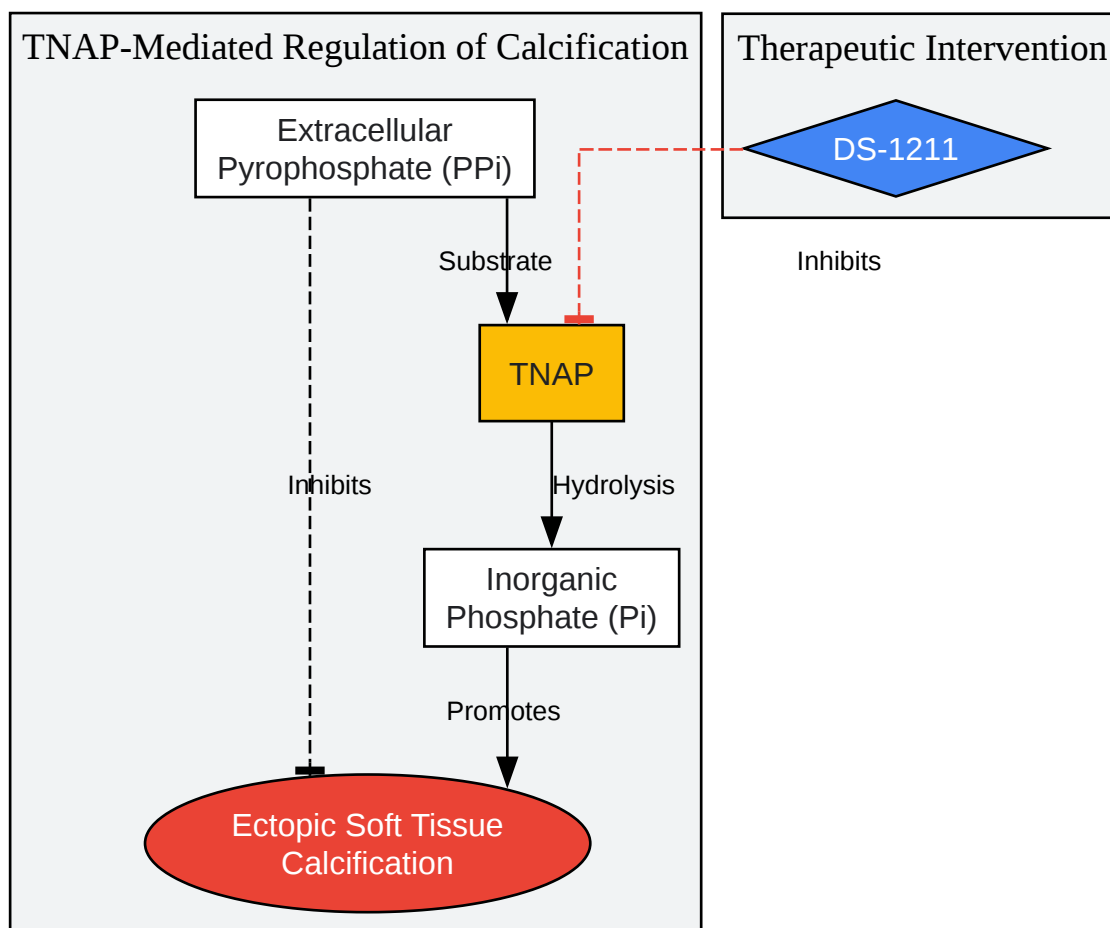 TNAP-Mediated Regulation of Calcification
Therapeutic Intervention
Extracellular
Pyrophosphate (PPi)
DS-1211
Substrate
Inhibits
TNAP
Inhibits
Hydrolysis
Inorganic
Phosphate (Pi)
Promotes
Ectopic Soft Tissue
Calcification